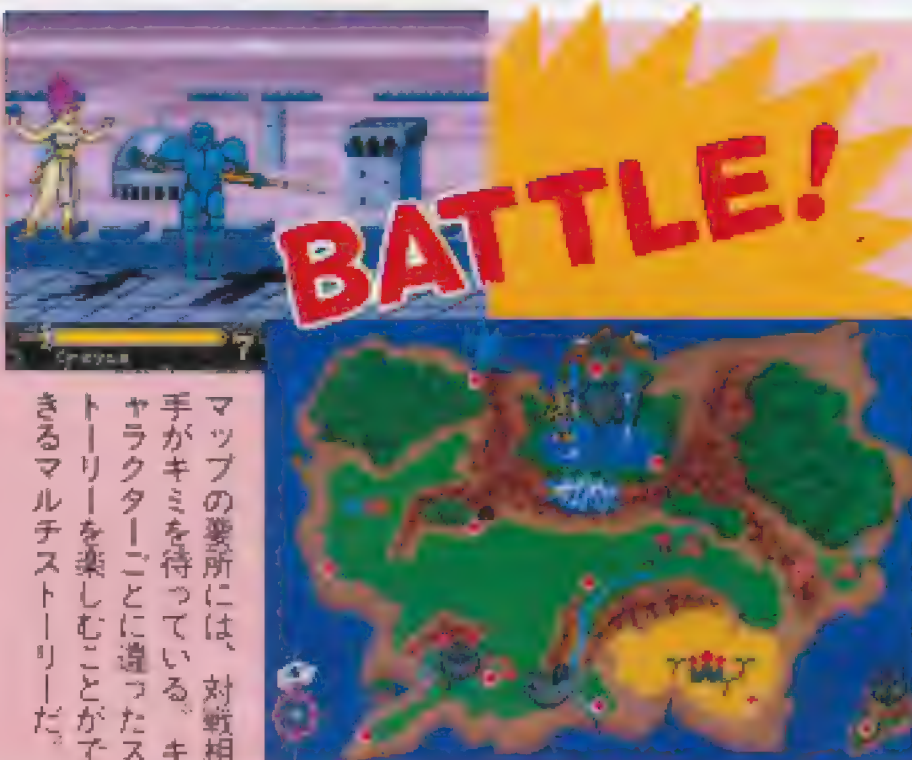 BATTLE!
7
マップの要所には、対戦相
手がキミを待っている。キ
ャラクターごとに違ったス
トーリーを楽しむことがで
きるマルチストーリーだ。